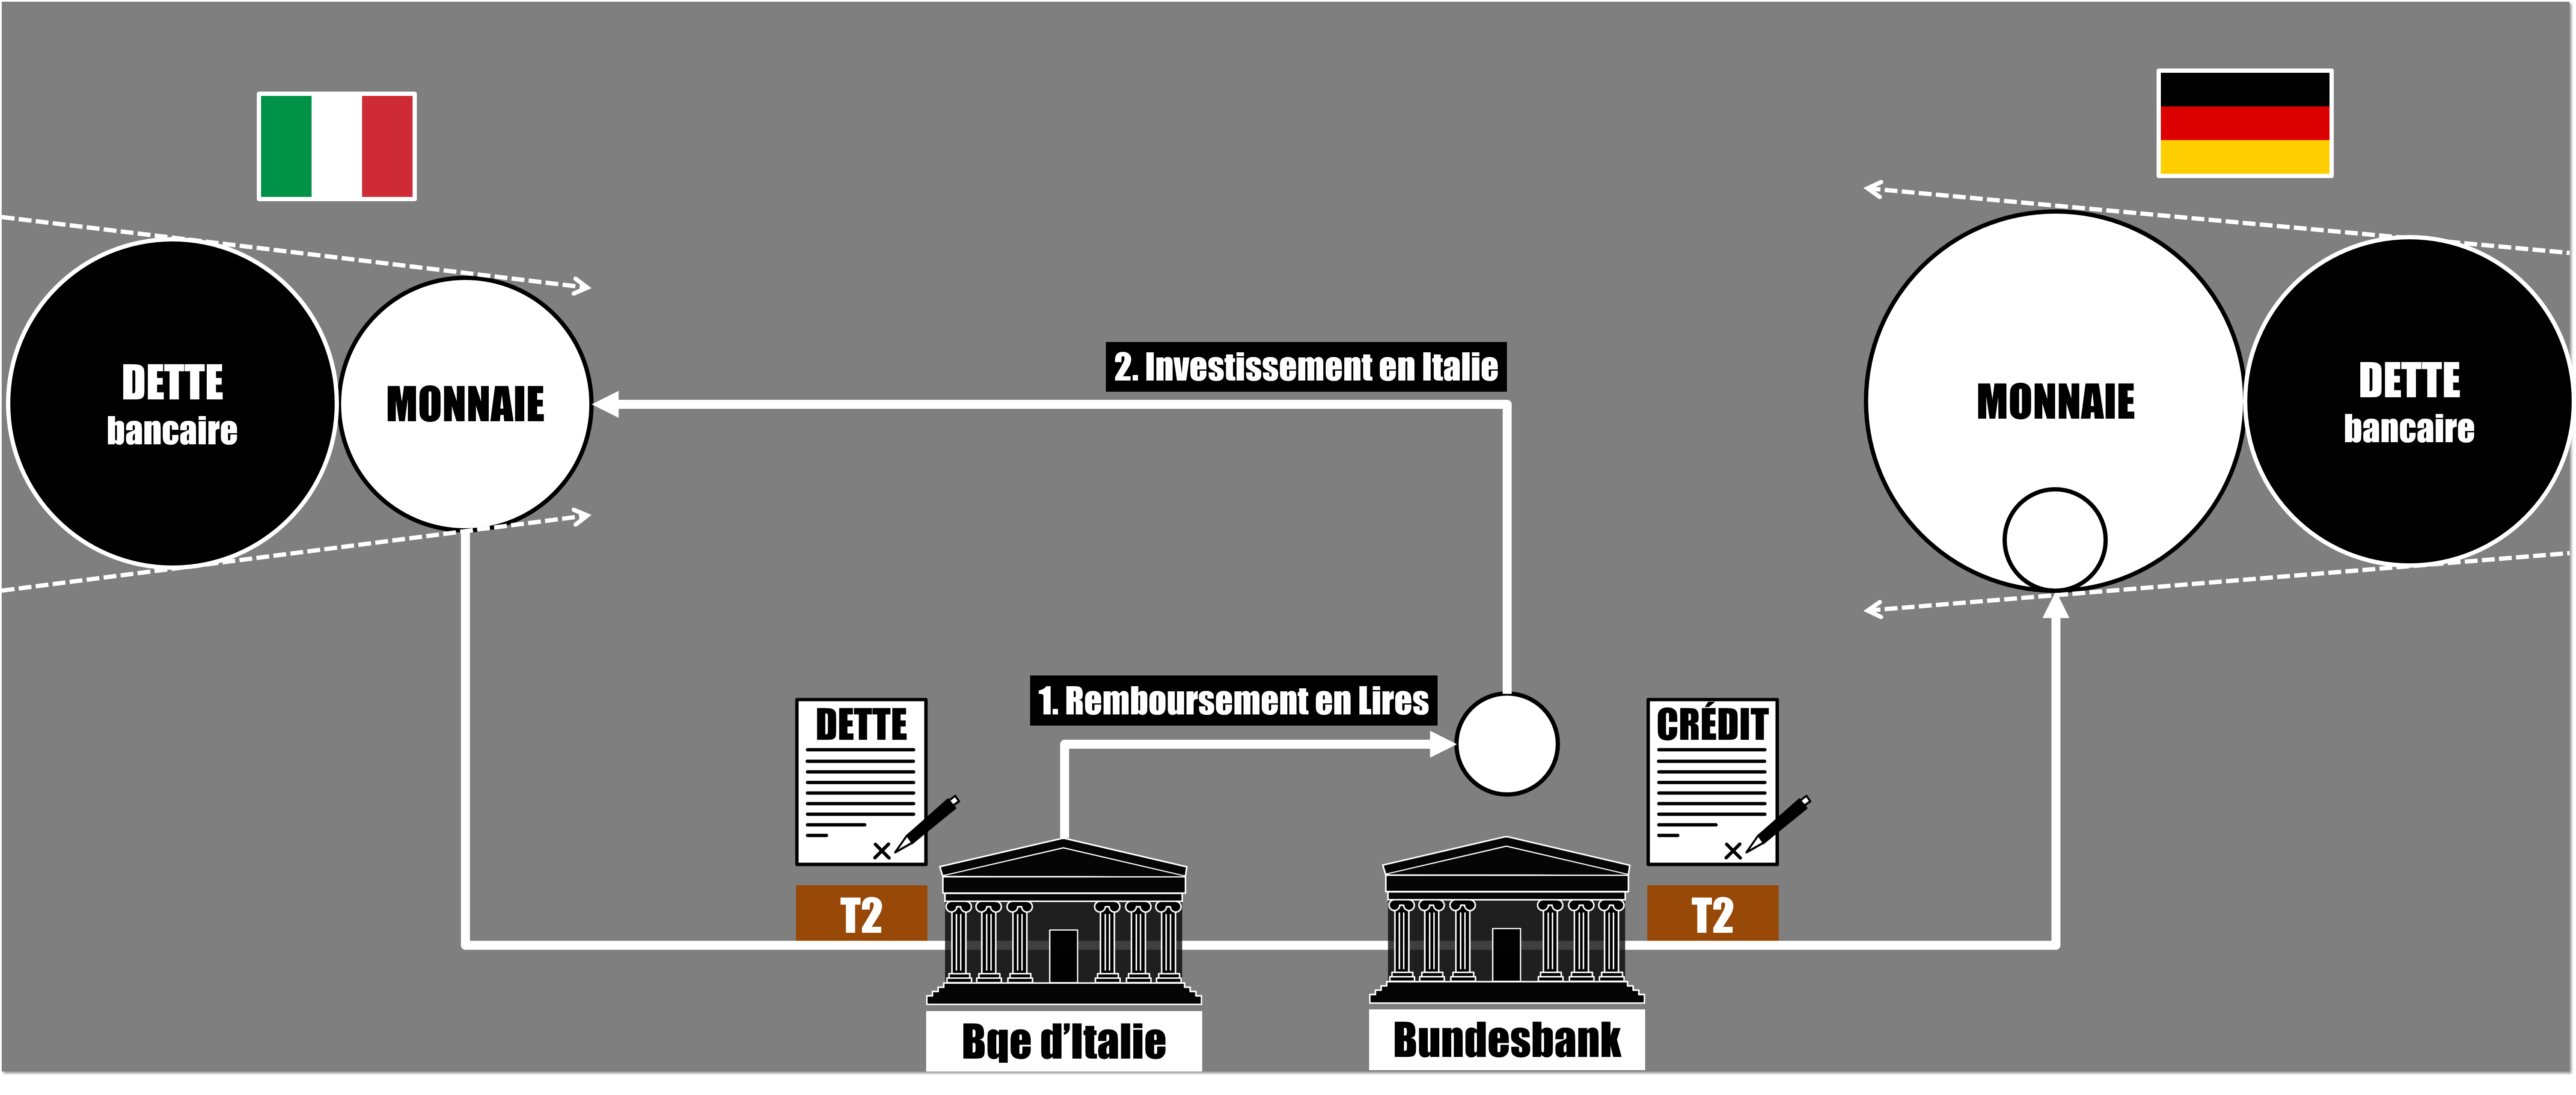 DETTE
bancaire
MONNAIE
2. Investissement en Italie
MONNAIE
DETTE
bancaire
1. Remboursement en Lires
DETTE
CRÉDIT
T2
T2
Bqe d'Italie
Bundesbank